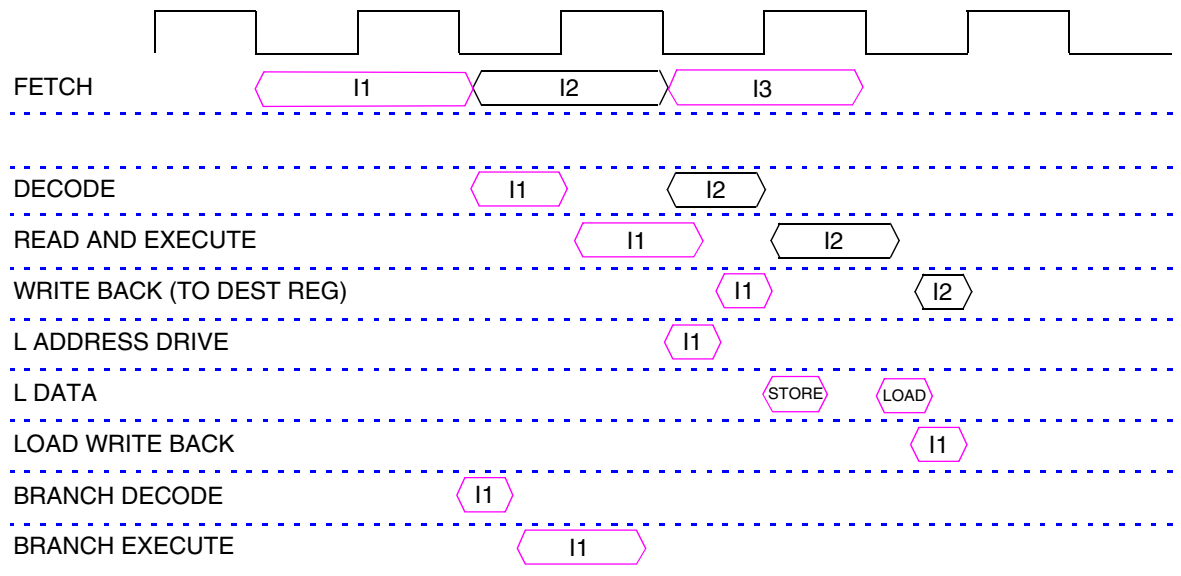 FETCH I1 I2 I3
DECODE I1 I2
READ AND EXECUTE I1 I2
WRITE BACK (TO DEST REG) I1 I2
L ADDRESS DRIVE I1
L DATA STORE LOAD
LOAD WRITE BACK I1
BRANCH DECODE I1
BRANCH EXECUTE I1